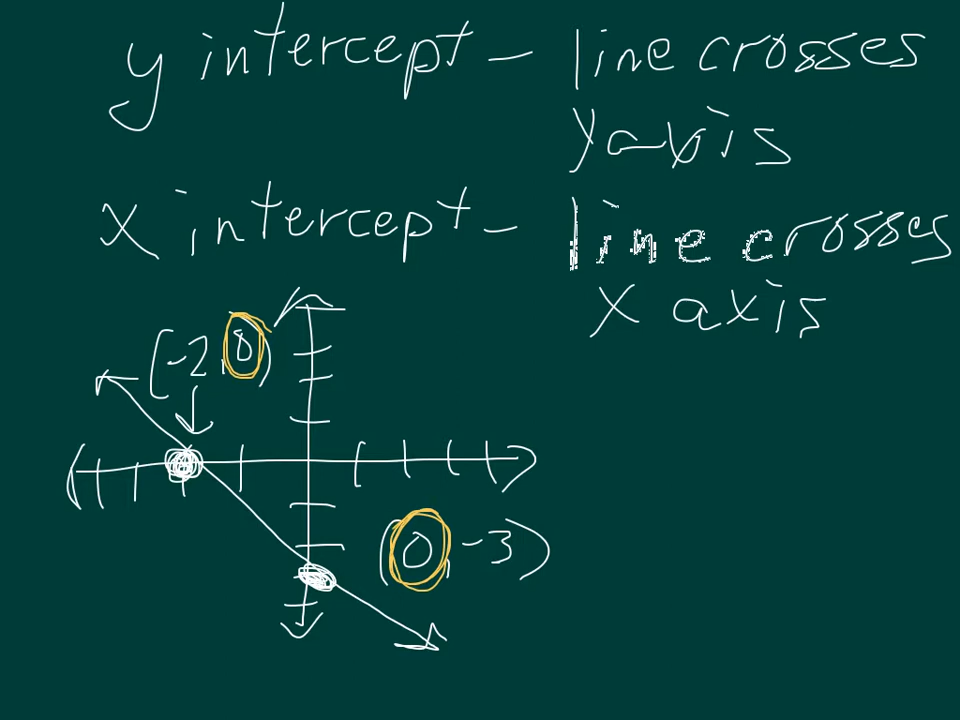 y intercept - line crosses
y axis
x intercept - line crosses
x axis
(-2, 0)
(0, -3)